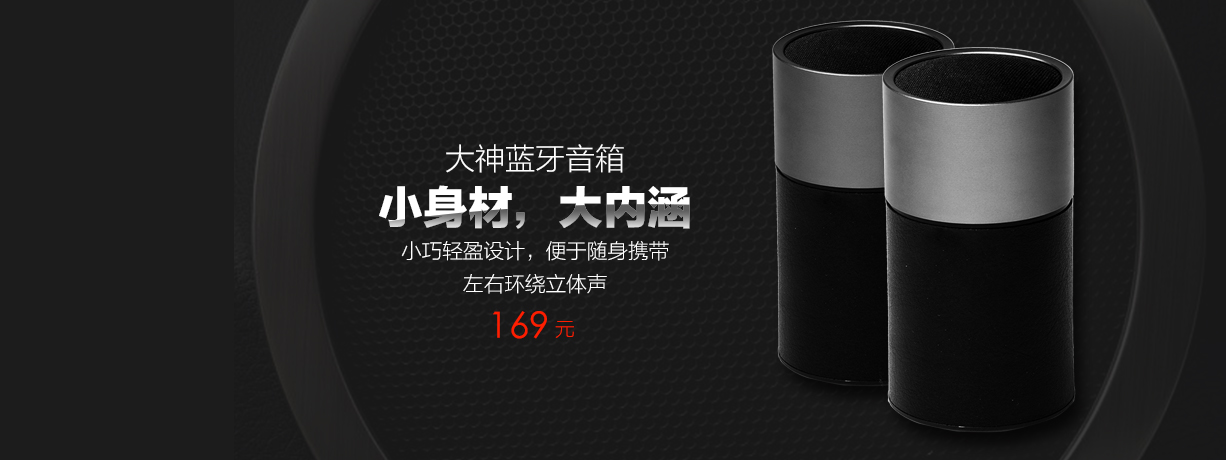 大神蓝牙音箱
小身材，大内涵
小巧轻盈设计，便于随身携带
左右环绕立体声
169 元